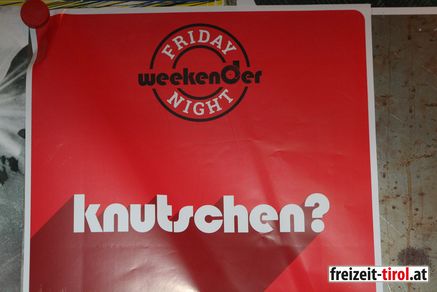 FRIDAY
weekender
NIGHT
knutschen?
freizeit-tirol.at